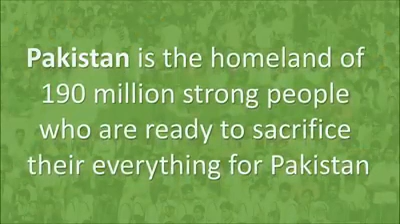 Pakistan is the homeland of
190 million strong people
who are ready to sacrifice
their everything for Pakistan